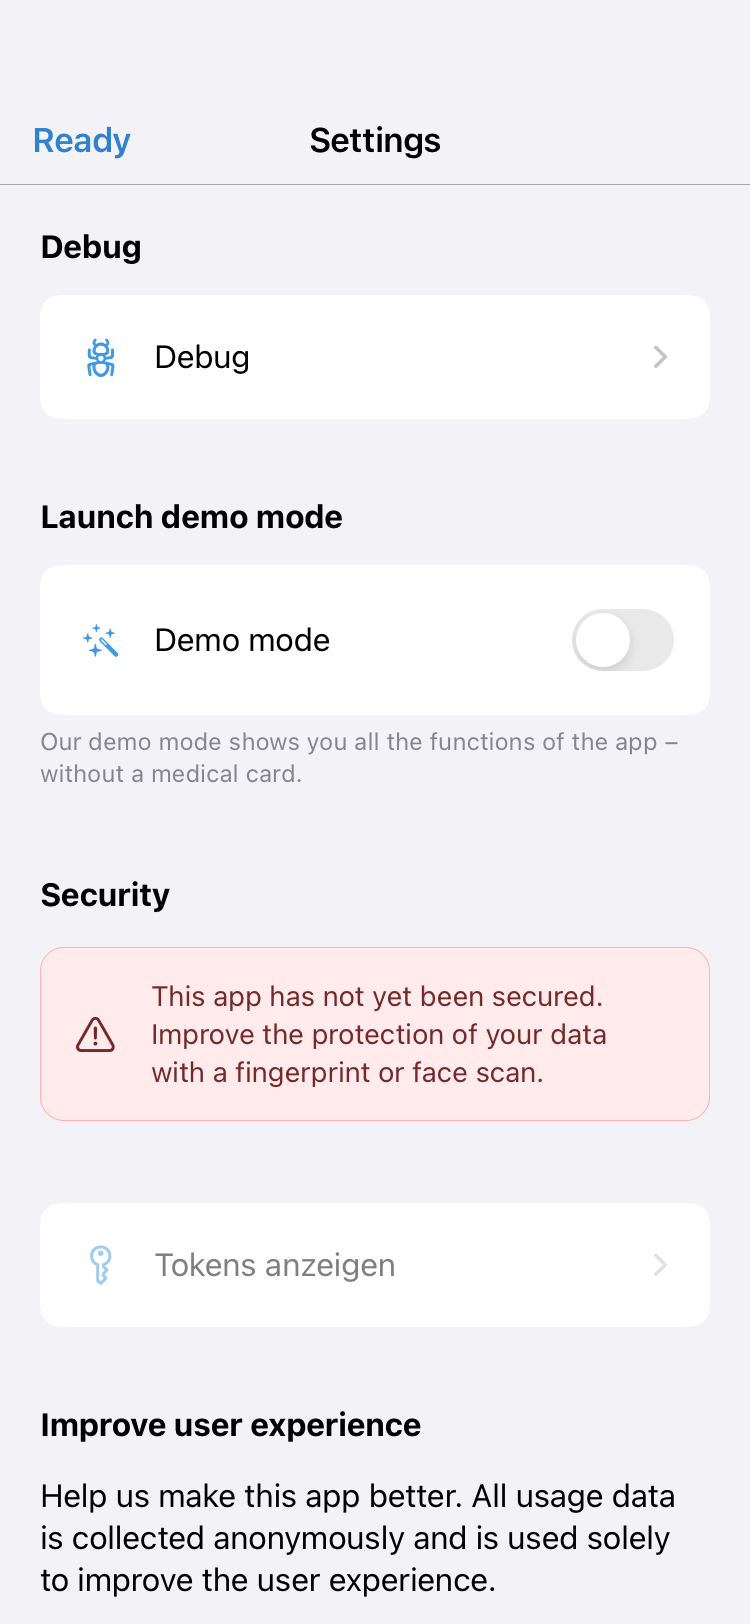 Ready
Settings
Debug
Debug
Launch demo mode
Demo mode
Our demo mode shows you all the functions of the app –
without a medical card.
Security
This app has not yet been secured.
Improve the protection of your data
with a fingerprint or face scan.
Tokens anzeigen
Improve user experience
Help us make this app better. All usage data
is collected anonymously and is used solely
to improve the user experience.